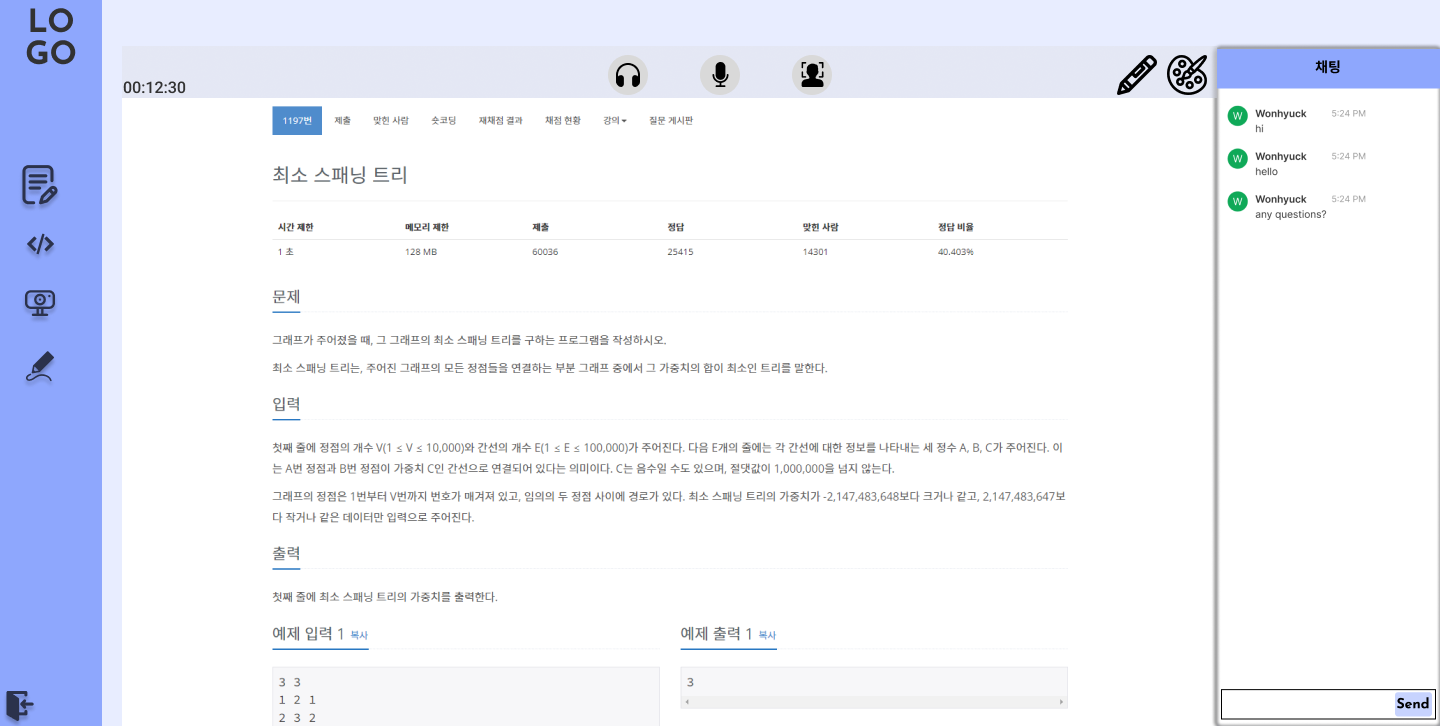 LO
GO
00:12:30
1197번 제출 맞힌 사람 숏코딩 재채점 결과 채점 현황 강의 질문 게시판
최소 스패닝 트리
시간 제한 메모리 제한 제출 정답 맞힌 사람 정답 비율
1 초 128 MB 60036 25415 14301 40.403%
문제
그래프가 주어졌을 때, 그 그래프의 최소 스패닝 트리를 구하는 프로그램을 작성하시오.
최소 스패닝 트리는, 주어진 그래프의 모든 정점들을 연결하는 부분 그래프 중에서 그 가중치의 합이 최소인 트리를 말한다.
입력
첫째 줄에 정점의 개수 V(1 ≤ V ≤ 10,000)와 간선의 개수 E(1 ≤ E ≤ 100,000)가 주어진다. 다음 E개의 줄에는 각 간선에 대한 정보를 나타내는 세 정수 A, B, C가 주어진다. 이
는 A번 정점과 B번 정점이 가중치 C인 간선으로 연결되어 있다는 의미이다. C는 음수일 수도 있으며, 절댓값이 1,000,000을 넘지 않는다.
그래프의 정점은 1번부터 V번까지 번호가 매겨져 있고, 임의의 두 정점 사이에 경로가 있다. 최소 스패닝 트리의 가중치가 -2,147,483,648보다 크거나 같고, 2,147,483,647보
다 작거나 같은 데이터만 입력으로 주어진다.
출력
첫째 줄에 최소 스패닝 트리의 가중치를 출력한다.
예제 입력 1 복사
3 3
1 2 1
2 3 2
예제 출력 1 복사
3
채팅
W Wonhyuck 5:24 PM
hi
W Wonhyuck 5:24 PM
hello
W Wonhyuck 5:24 PM
any questions?
Send